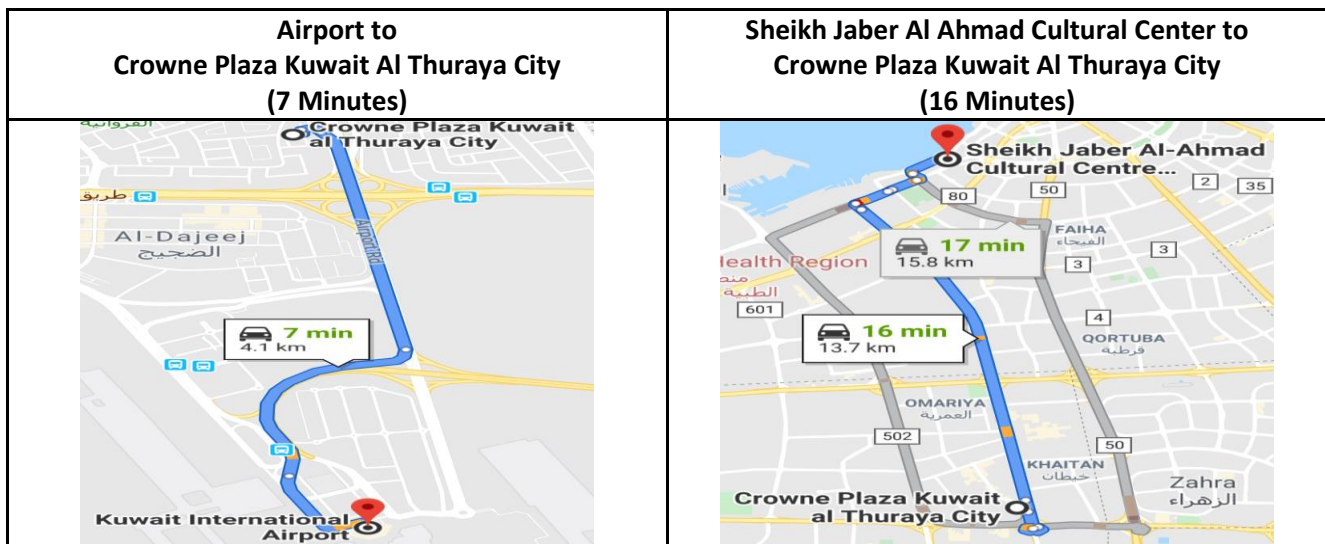 Airport to
Crowne Plaza Kuwait Al Thuraya City
(7 Minutes)
Sheikh Jaber Al Ahmad Cultural Center to
Crowne Plaza Kuwait Al Thuraya City
(16 Minutes)
الفروانية
Crowne Plaza Kuwait
al Thuraya City
طريق
Airport Rd
Al-Dajeej
الضجيج
7 min
4.1 km
Kuwait International
Airport
Sheikh Jaber Al-Ahmad
Cultural Centre...
2
35
50
80
FAIHA
الفيحاء
17 min
15.8 km
3
3
Health Region
الطبية
601
4
16 min
13.7 km
QORTUBA
قرطبة
OMARIYA
العمرية
502
50
KHAITAN
خيطان
Zahra
الزهراء
Crowne Plaza Kuwait
al Thuraya City